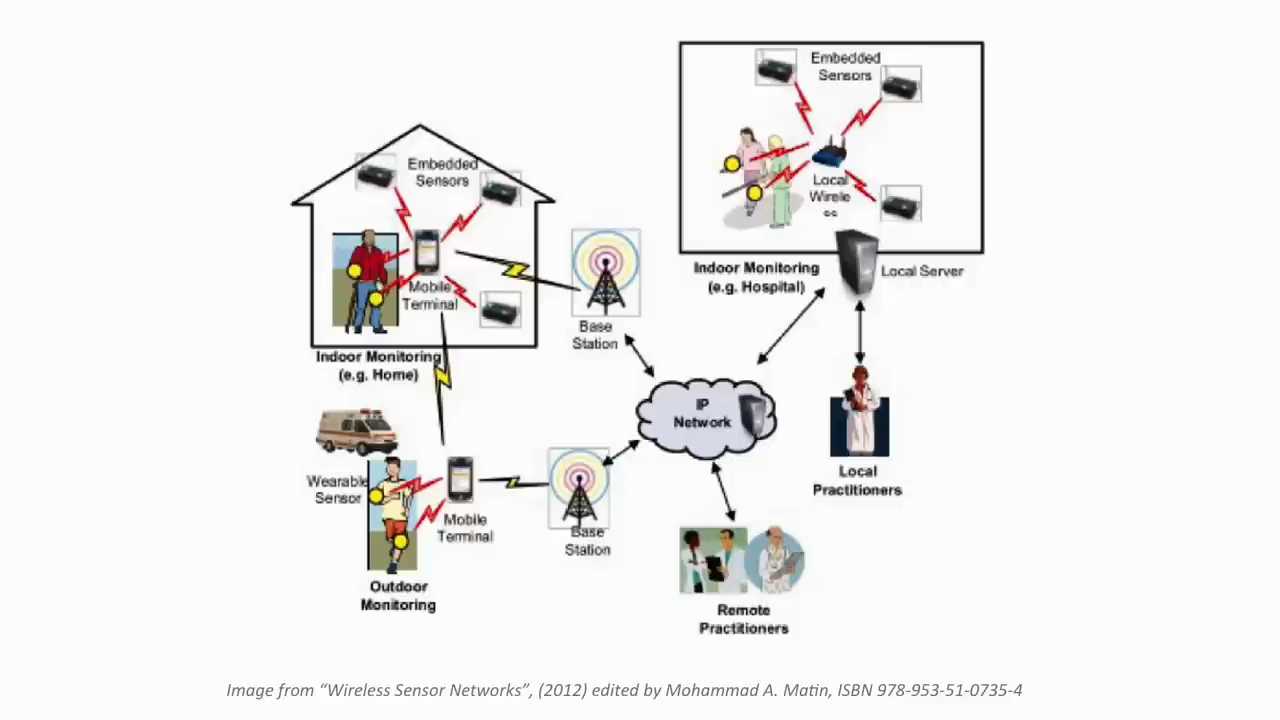 Embedded
Sensors
Mobile
Terminal
Indoor Monitoring
(e.g. Home)
Base
Station
Embedded
Sensors
Local
Wirele
ss
Indoor Monitoring
(e.g. Hospital)
Local Server
IP
Network
Local
Practitioners
Wearable
Sensor
Mobile
Terminal
Base
Station
Outdoor
Monitoring
Remote
Practitioners
Image from “Wireless Sensor Networks”, (2012) edited by Mohammad A. Matin, ISBN 978-953-51-0735-4